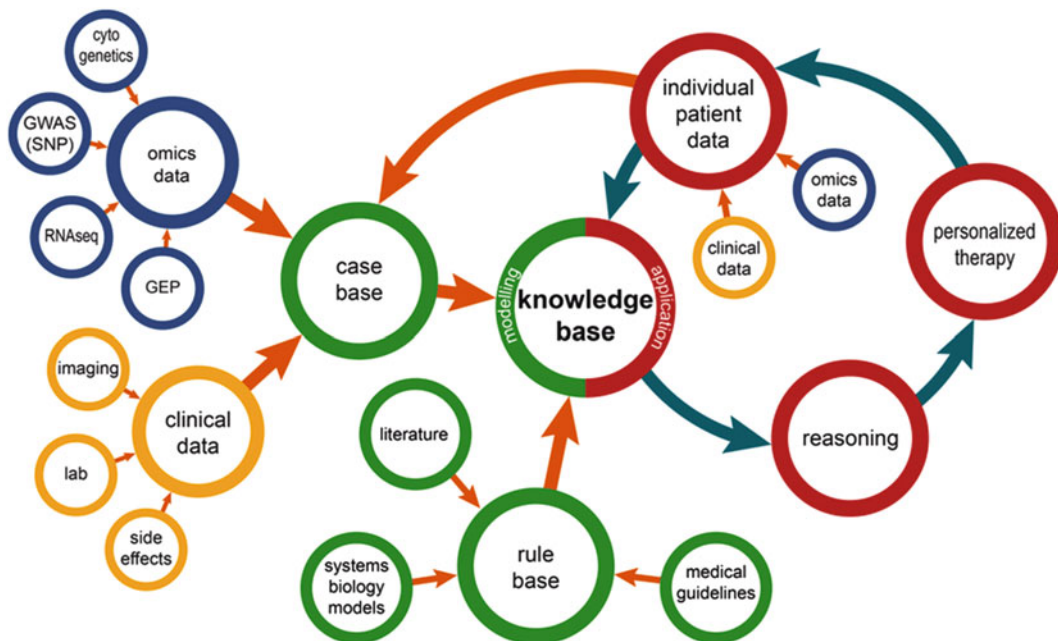 cyto
genetics
GWAS
(SNP)
omics
data
RNAseq
GEP
imaging
clinical
data
lab
side
effects
case
base
modelling
knowledge
base
application
literature
systems
biology
models
rule
base
medical
guidelines
individual
patient
data
omics
data
clinical
data
personalized
therapy
reasoning